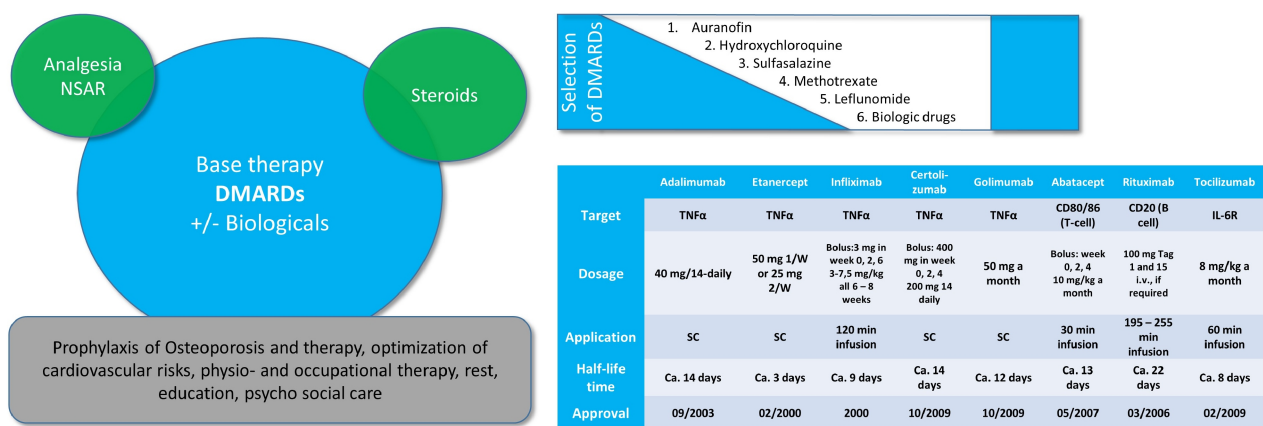 Analgesia
NSAR
Steroids
Base therapy
DMARDs
+/- Biologicals
Prophylaxis of Osteoporosis and therapy, optimization of
cardiovascular risks, physio- and occupational therapy, rest,
education, psycho social care
Selection
of DMARDs
1. Auranofin
2. Hydroxychloroquine
3. Sulfasalazine
4. Methotrexate
5. Leflunomide
6. Biologic drugs
Adalimumab Etanercept Infliximab Certoli-
zumab Golimumab Abatacept Rituximab Tocilizumab
Target TNFα TNFα TNFα TNFα TNFα CD80/86
(T-cell) CD20 (B
cell) IL-6R
Dosage 40 mg/14-daily 50 mg 1/W
or 25 mg
2/W Bolus:3 mg in
week 0, 2, 6
3-7,5 mg/kg
all 6 – 8
weeks Bolus: 400
mg in week
0, 2, 4
200 mg 14
daily 50 mg a
month Bolus: week
0, 2, 4
10 mg/kg a
month 100 mg Tag
1 and 15
i.v., if
required 8 mg/kg a
month
Application SC SC 120 min
infusion SC SC 30 min
infusion 195 – 255
min
infusion 60 min
infusion
Half-life
time Ca. 14 days Ca. 3 days Ca. 9 days Ca. 14
days Ca. 12 days Ca. 13
days Ca. 22
days Ca. 8 days
Approval 09/2003 02/2000 2000 10/2009 10/2009 05/2007 03/2006 02/2009